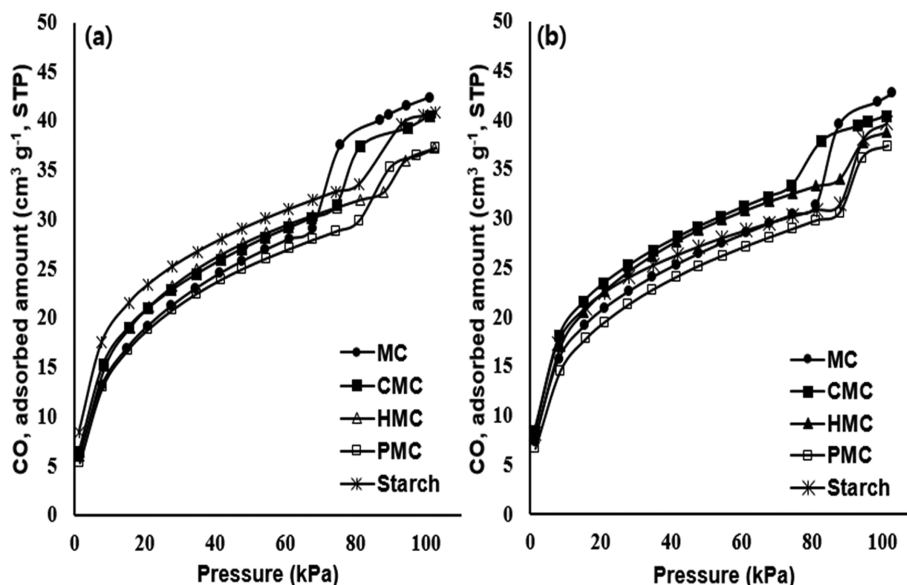 (a)
CO, adsorbed amount (cm³ g⁻¹, STP)
50
45
40
35
30
25
20
15
10
5
0
0 20 40 60 80 100
Pressure (kPa)
MC
CMC
HMC
PMC
Starch
(b)
CO, adsorbed amount (cm³ g⁻¹, STP)
50
45
40
35
30
25
20
15
10
5
0
0 20 40 60 80 100
Pressure (kPa)
MC
CMC
HMC
PMC
Starch